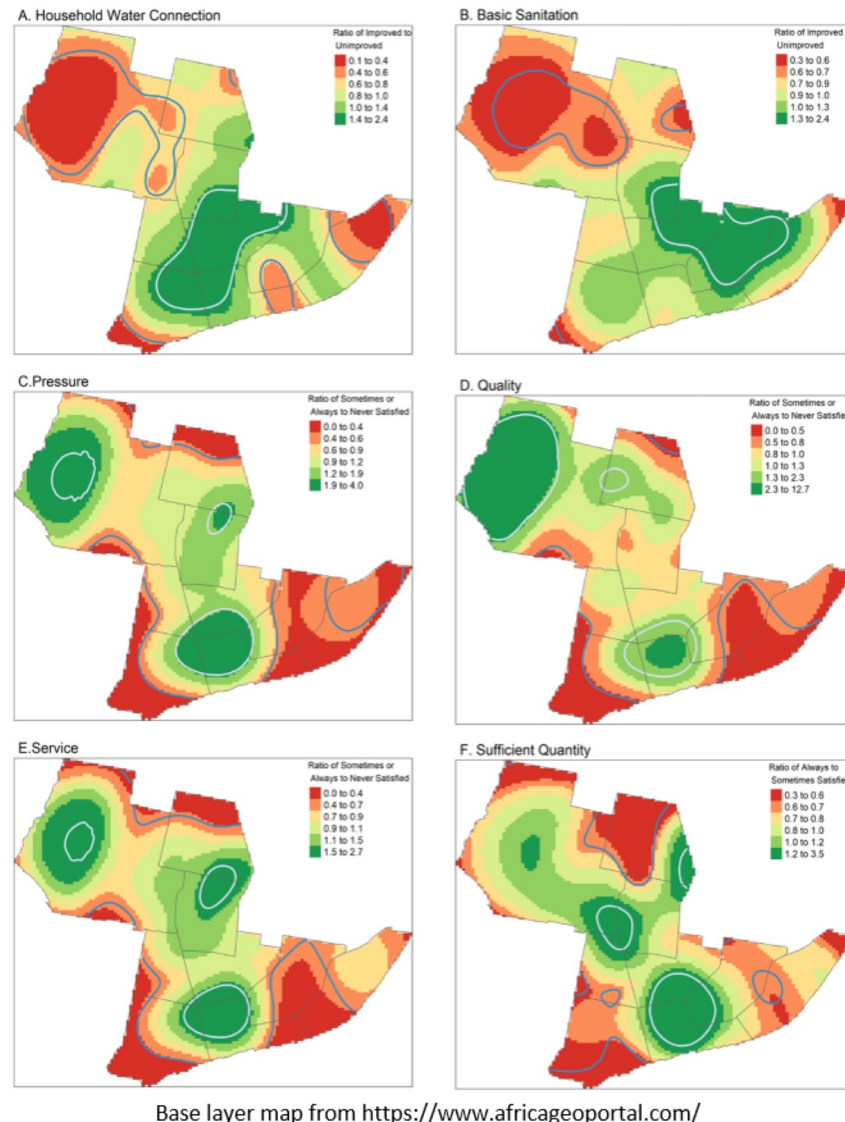 A. Household Water Connection
Ratio of Improved to
Unimproved
0.1 to 0.4
0.4 to 0.6
0.6 to 0.8
0.8 to 1.0
1.0 to 1.4
1.4 to 2.4
B. Basic Sanitation
Ratio of Improved to
Unimproved
0.3 to 0.6
0.6 to 0.7
0.7 to 0.9
0.9 to 1.0
1.0 to 1.3
1.3 to 2.4
C.Pressure
Ratio of Sometimes or
Always to Never Satisfied
0.0 to 0.4
0.4 to 0.6
0.6 to 0.9
0.9 to 1.2
1.2 to 1.9
1.9 to 4.0
D. Quality
Ratio of Sometimes or
Always to Never Satisfied
0.0 to 0.5
0.5 to 0.8
0.8 to 1.0
1.0 to 1.3
1.3 to 2.3
2.3 to 12.7
E.Service
Ratio of Sometimes or
Always to Never Satisfied
0.0 to 0.4
0.4 to 0.7
0.7 to 0.9
0.9 to 1.1
1.1 to 1.5
1.5 to 2.7
F. Sufficient Quantity
Ratio of Always to
Sometimes Satisfied
0.3 to 0.6
0.6 to 0.7
0.7 to 0.8
0.8 to 1.0
1.0 to 1.2
1.2 to 3.5
Base layer map from https://www.africageoportal.com/